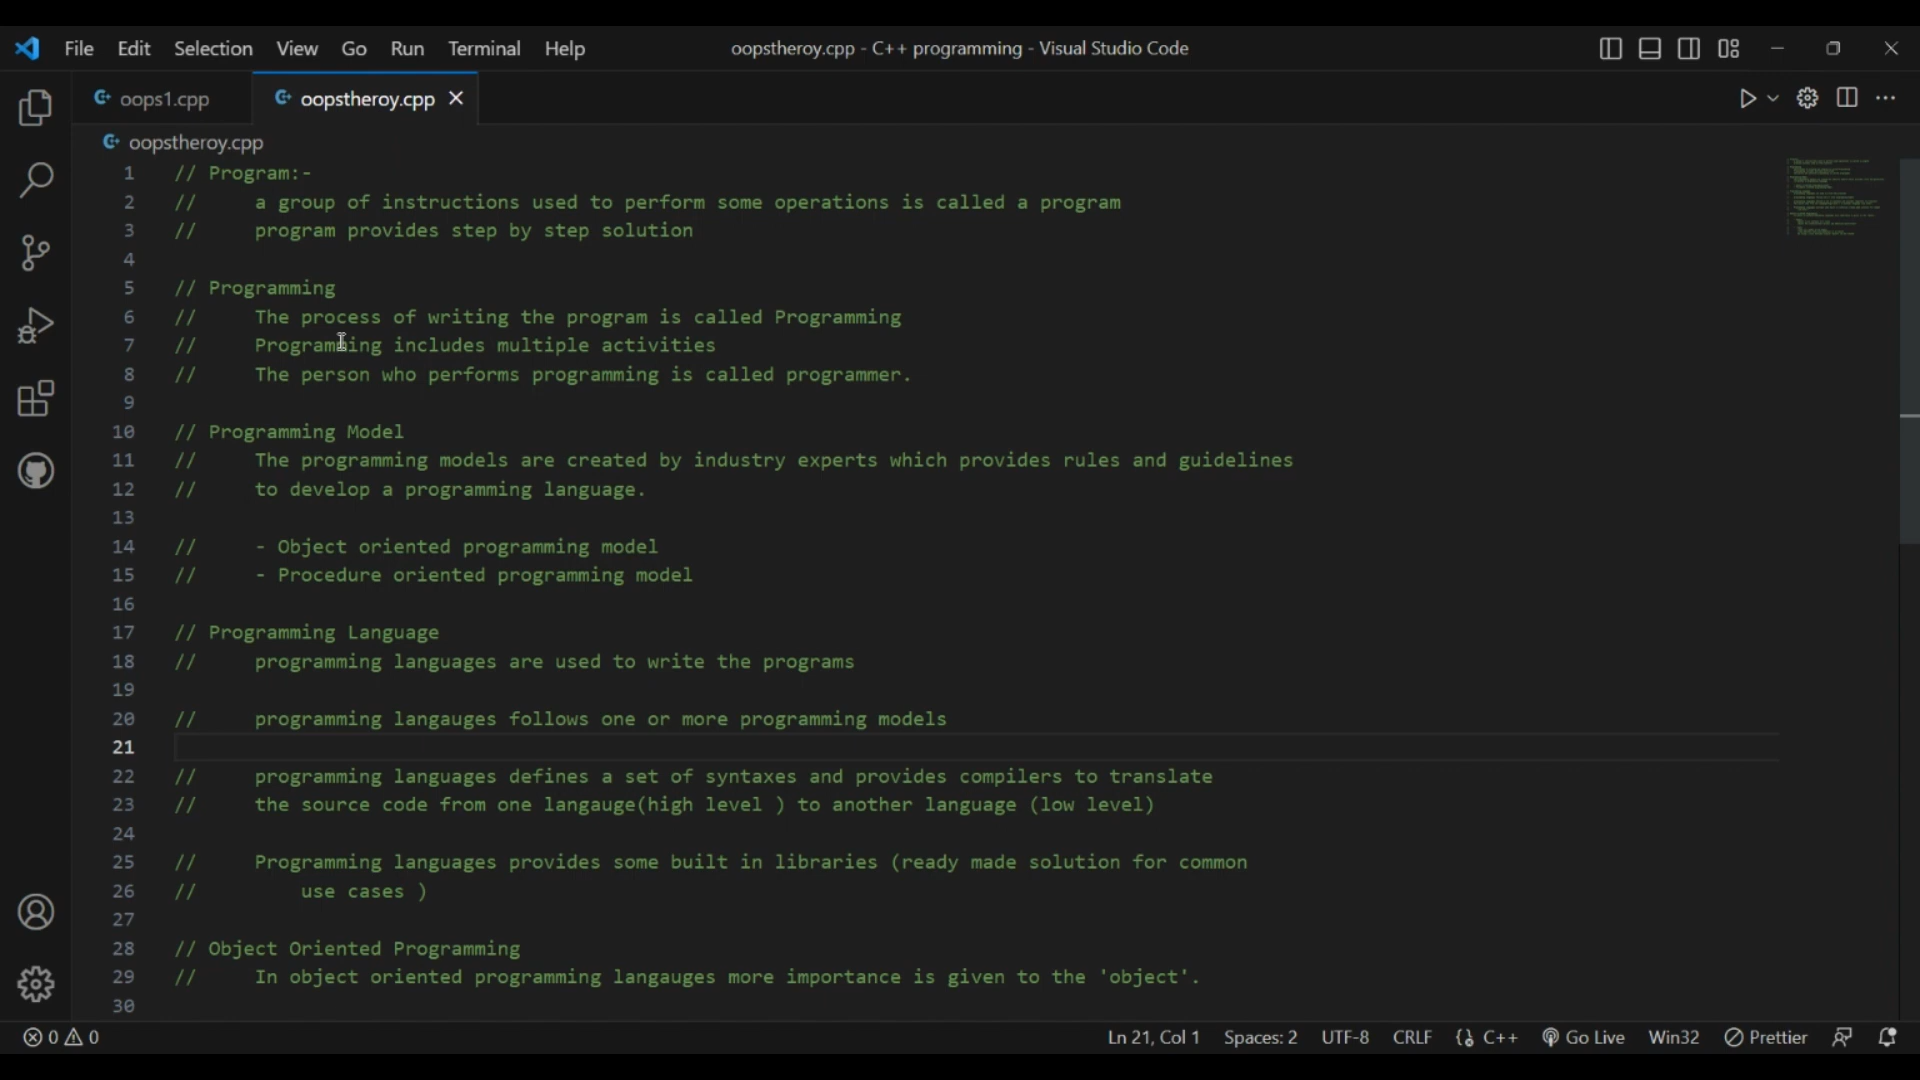 File Edit Selection View Go Run Terminal Help oopstheroy.cpp - C++ programming - Visual Studio Code
oops1.cpp oopstheroy.cpp
oopstheroy.cpp
1 // Program:-
2 // a group of instructions used to perform some operations is called a program
3 // program provides step by step solution
4
5 // Programming
6 // The process of writing the program is called Programming
7 // Programming includes multiple activities
8 // The person who performs programming is called programmer.
9
10 // Programming Model
11 // The programming models are created by industry experts which provides rules and guidelines
12 // to develop a programming language.
13
14 // - Object oriented programming model
15 // - Procedure oriented programming model
16
17 // Programming Language
18 // programming languages are used to write the programs
19
20 // programming langauges follows one or more programming models
21
22 // programming languages defines a set of syntaxes and provides compilers to translate
23 // the source code from one langauge(high level ) to another language (low level)
24
25 // Programming languages provides some built in libraries (ready made solution for common
26 // use cases )
27
28 // Object Oriented Programming
29 // In object oriented programming langauges more importance is given to the 'object'.
30
0 0 Ln 21, Col 1 Spaces: 2 UTF-8 CRLF {} C++ Go Live Win32 Prettier